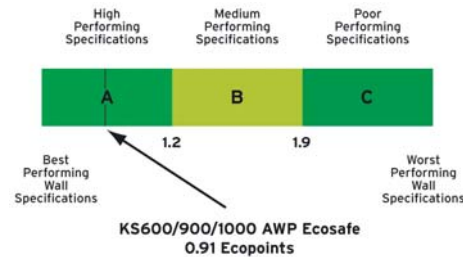 High
Performing
Specifications
Medium
Performing
Specifications
Poor
Performing
Specifications
A
B
C
1.2
1.9
Best
Performing
Wall
Specifications
Worst
Performing
Wall
Specifications
KS600/900/1000 AWP Ecosafe
0.91 Ecopoints